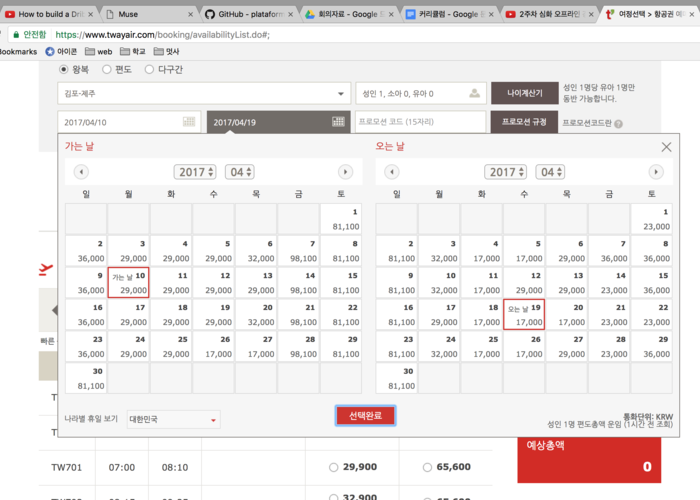 How to build a Dri
Muse
GitHub - plataform
회의자료 - Google S
커리큘럼 - Google
2주차 심화 오프라인
여정선택 > 항공권 예
안전함 https://www.twayair.com/booking/availabilityList.do#;
Bookmarks 아이콘 web 학교 멋사
왕복 편도 다구간
김포-제주 성인 1, 소아 0, 유아 0 나이계산기 성인 1명당 유아 1명만
동반 가능합니다.
2017/04/10 2017/04/19 프로모션 코드 (15자리) 프로모션 규정 프로모션코드란 ?
가는 날
2017 04
일 월 화 수 목 금 토
1
81,100
2 3 4 5 6 7 8
36,000 29,000 29,000 29,000 32,000 98,100 81,100
9 가는 날 10 11 12 13 14 15
36,000 29,000 29,000 29,000 29,000 98,100 81,100
16 17 18 19 20 21 22
36,000 29,000 29,000 29,000 32,000 98,100 81,100
23 24 25 26 27 28 29
36,000 29,000 29,000 17,000 17,000 29,000 81,100
30
81,100
오는 날
2017 04
일 월 화 수 목 금 토
1
23,000
2 3 4 5 6 7 8
81,100 32,000 17,000 17,000 29,000 36,000 36,000
9 10 11 12 13 14 15
81,100 32,000 17,000 29,000 29,000 23,000 36,000
16 17 18 오는 날 19 20 21 22
81,100 29,000 17,000 17,000 17,000 23,000 23,000
23 24 25 26 27 28 29
81,100 32,000 17,000 17,000 17,000 23,000 36,000
30
81,100
나라별 휴일 보기 대한민국 선택완료 통화단위: KRW
성인 1명 편도총액 운임 (1시간 전 조회)
빠른
예상총액
0
TW701 07:00 08:10 29,900 65,600
32,900